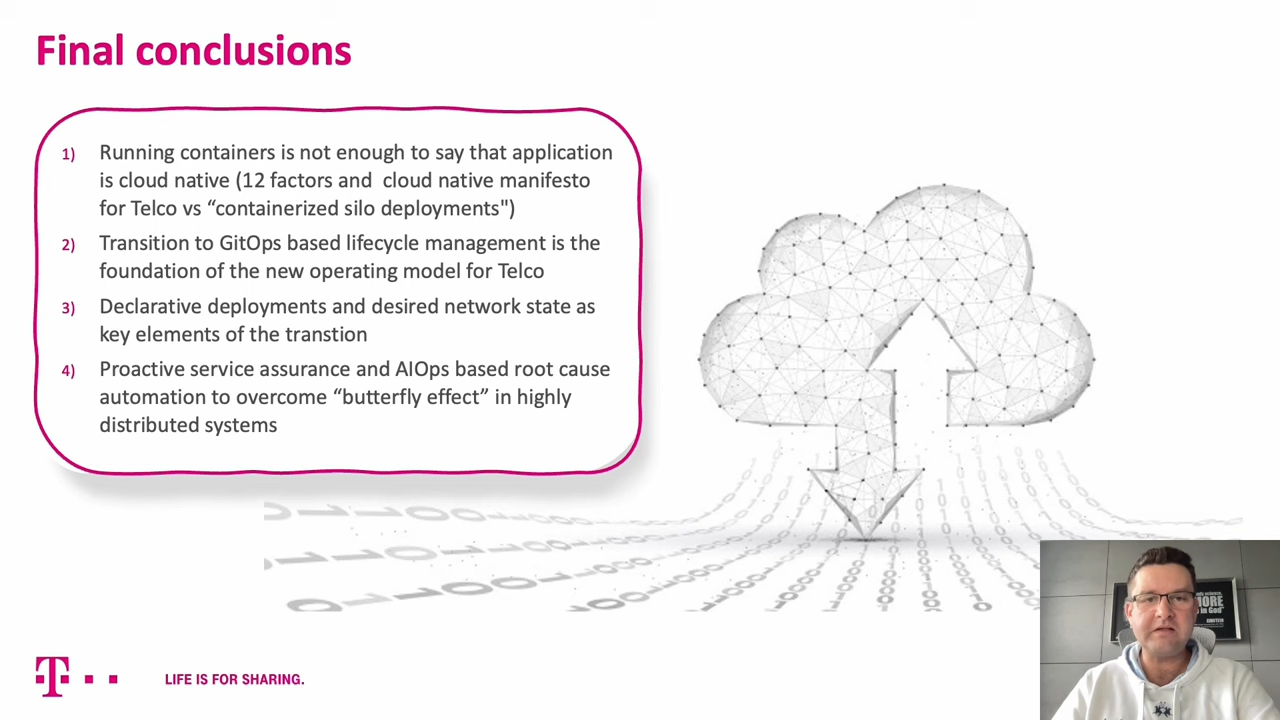 Final conclusions
1) Running containers is not enough to say that application
is cloud native (12 factors and cloud native manifesto
for Telco vs “containerized silo deployments")
2) Transition to GitOps based lifecycle management is the
foundation of the new operating model for Telco
3) Declarative deployments and desired network state as
key elements of the transtion
4) Proactive service assurance and AIOps based root cause
automation to overcome “butterfly effect” in highly
distributed systems
T
LIFE IS FOR SHARING.
MORE
in God"